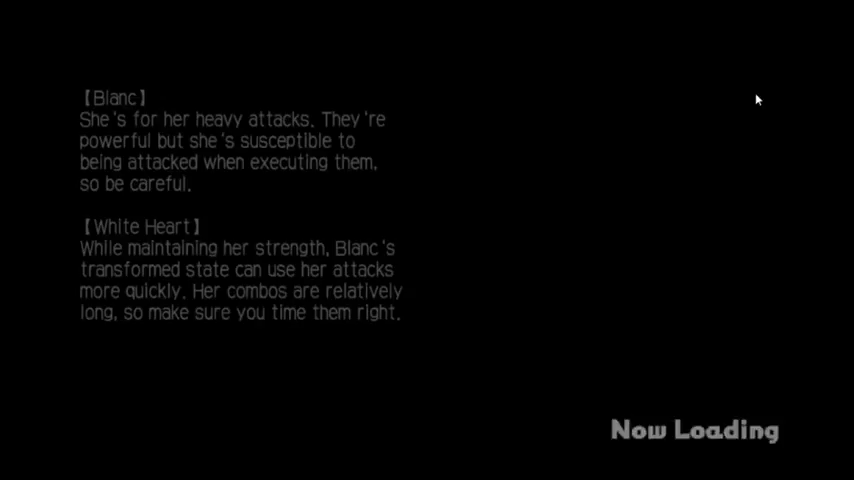 【Blanc】
She's for her heavy attacks. They're
powerful but she's susceptible to
being attacked when executing them,
so be careful.
【White Heart】
While maintaining her strength, Blanc's
transformed state can use her attacks
more quickly. Her combos are relatively
long, so make sure you time them right.
Now Loading